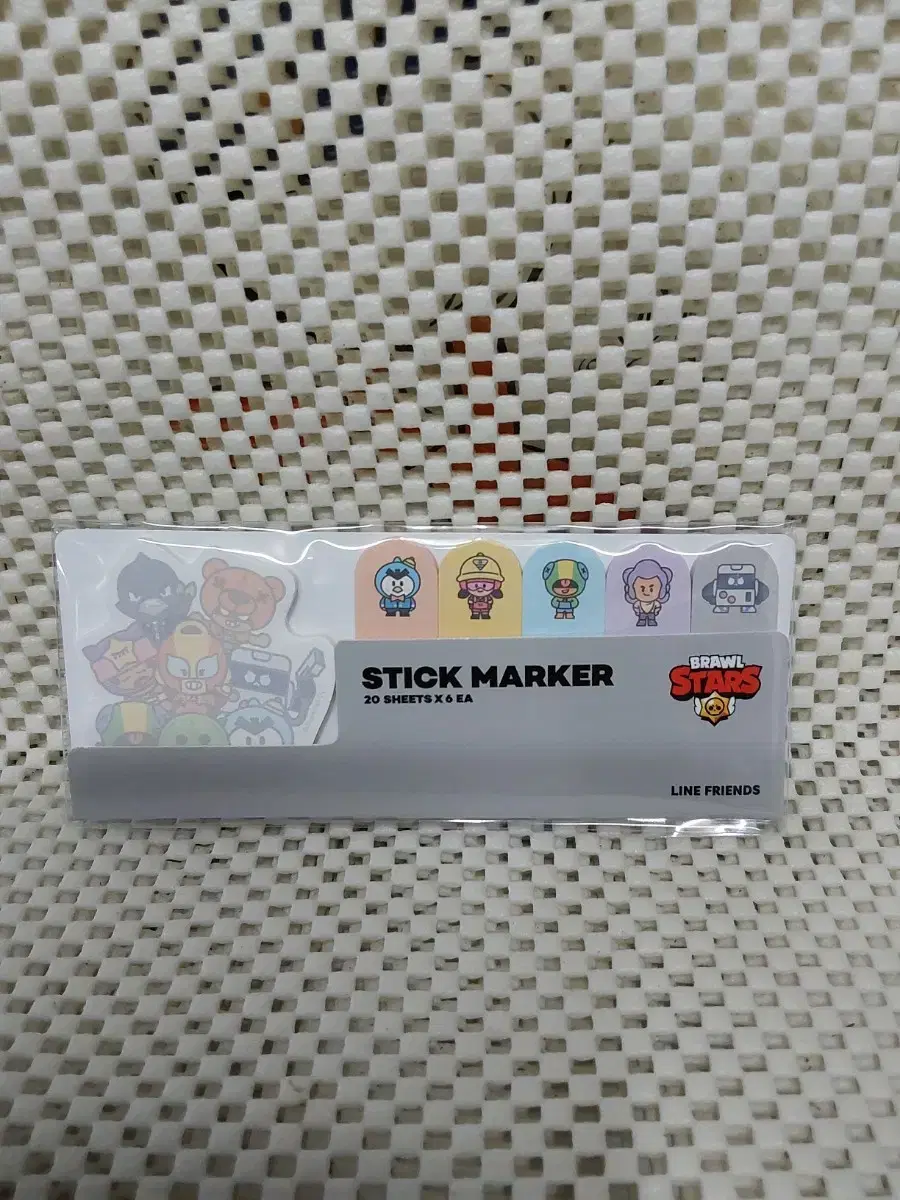 STICK MARKER
20 SHEETS X 6 EA
BRAWL
STARS
LINE FRIENDS